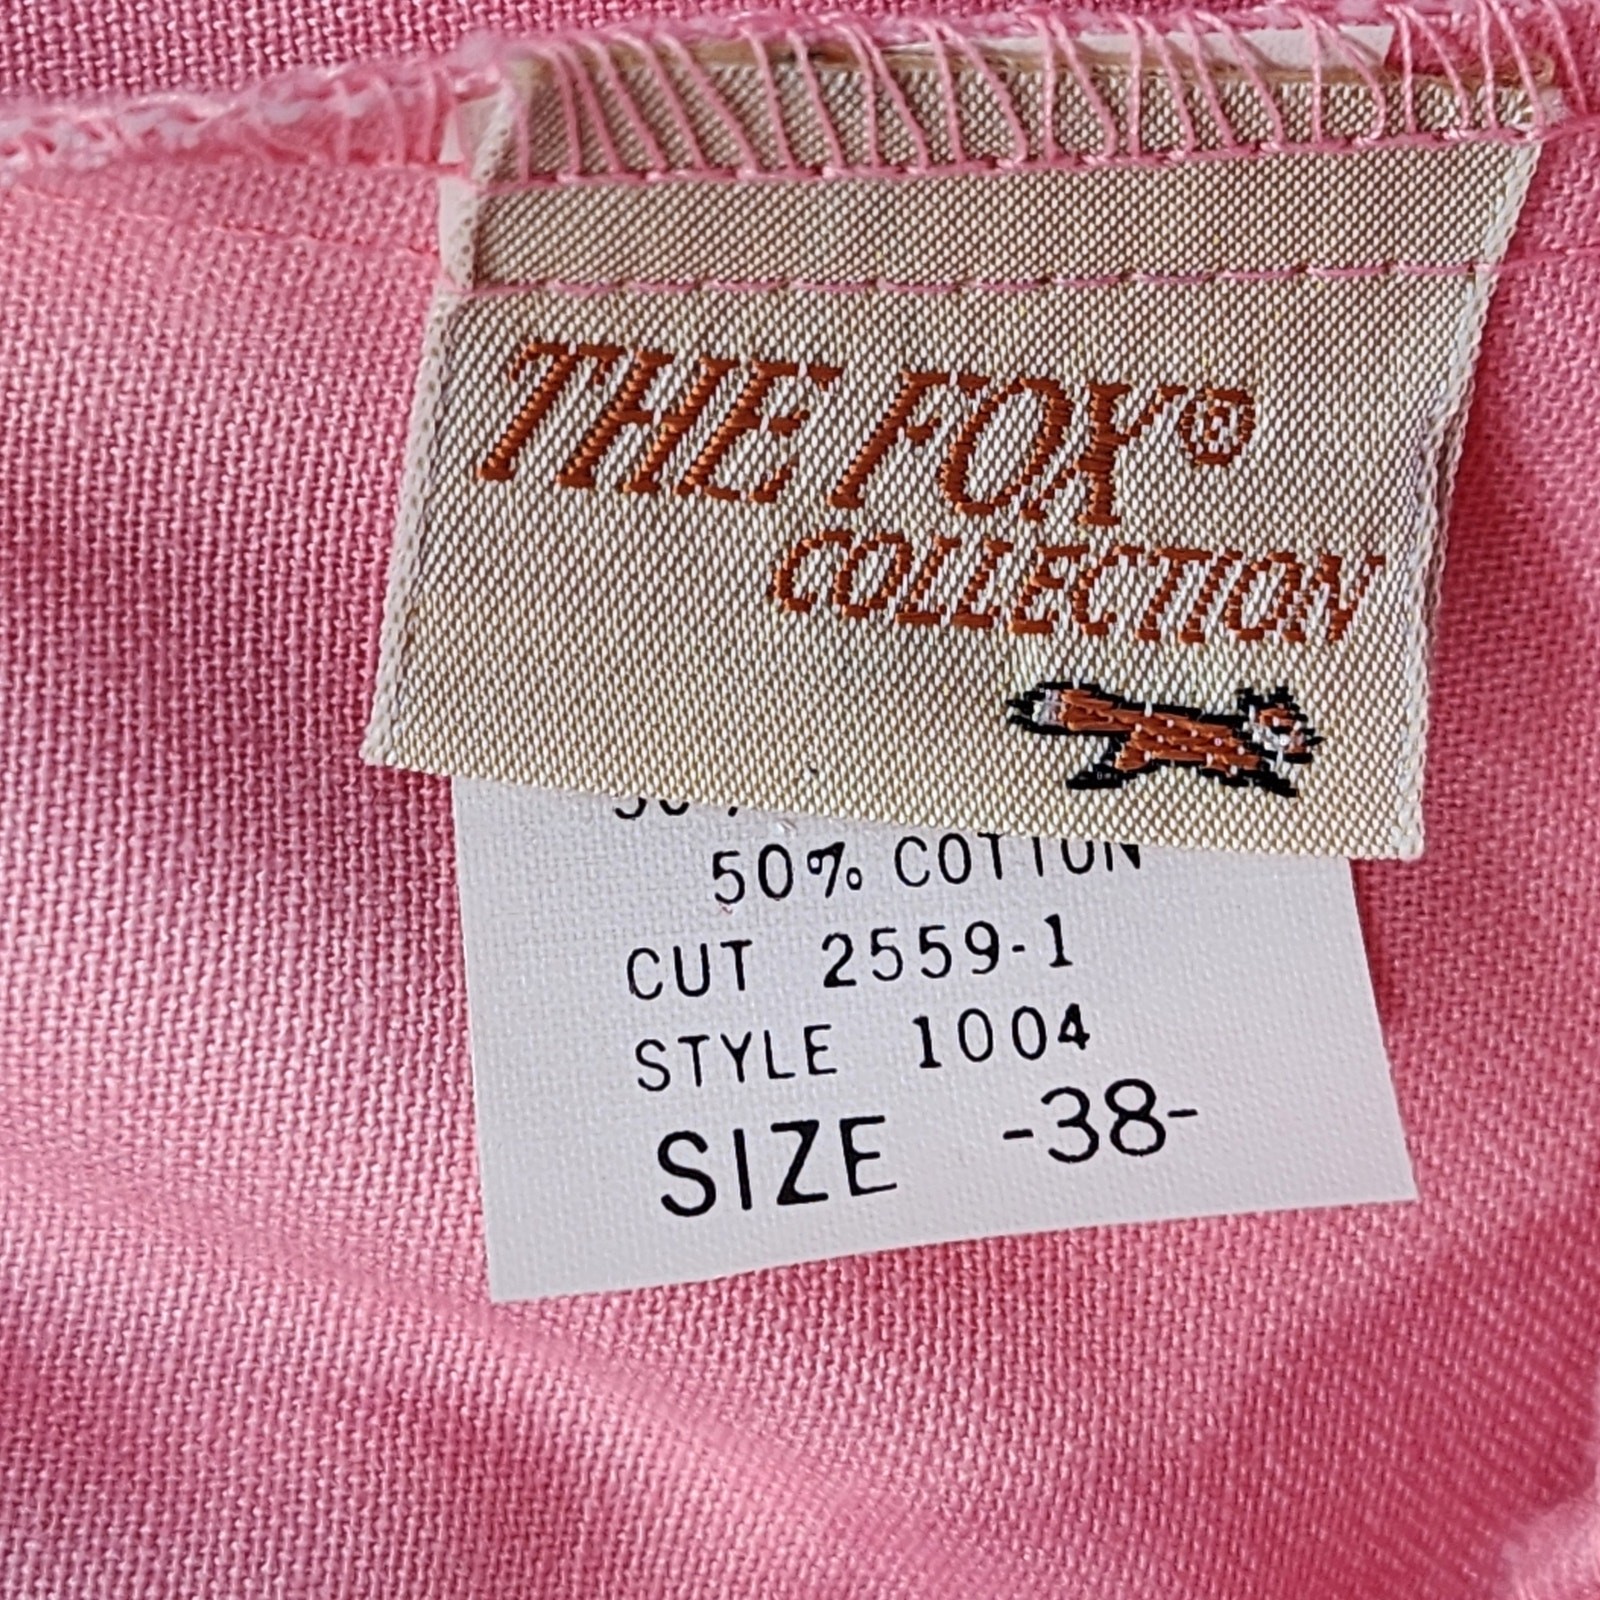 THE FOX®
COLLECTION
50% COTTON
CUT 2559-1
STYLE 1004
SIZE -38-